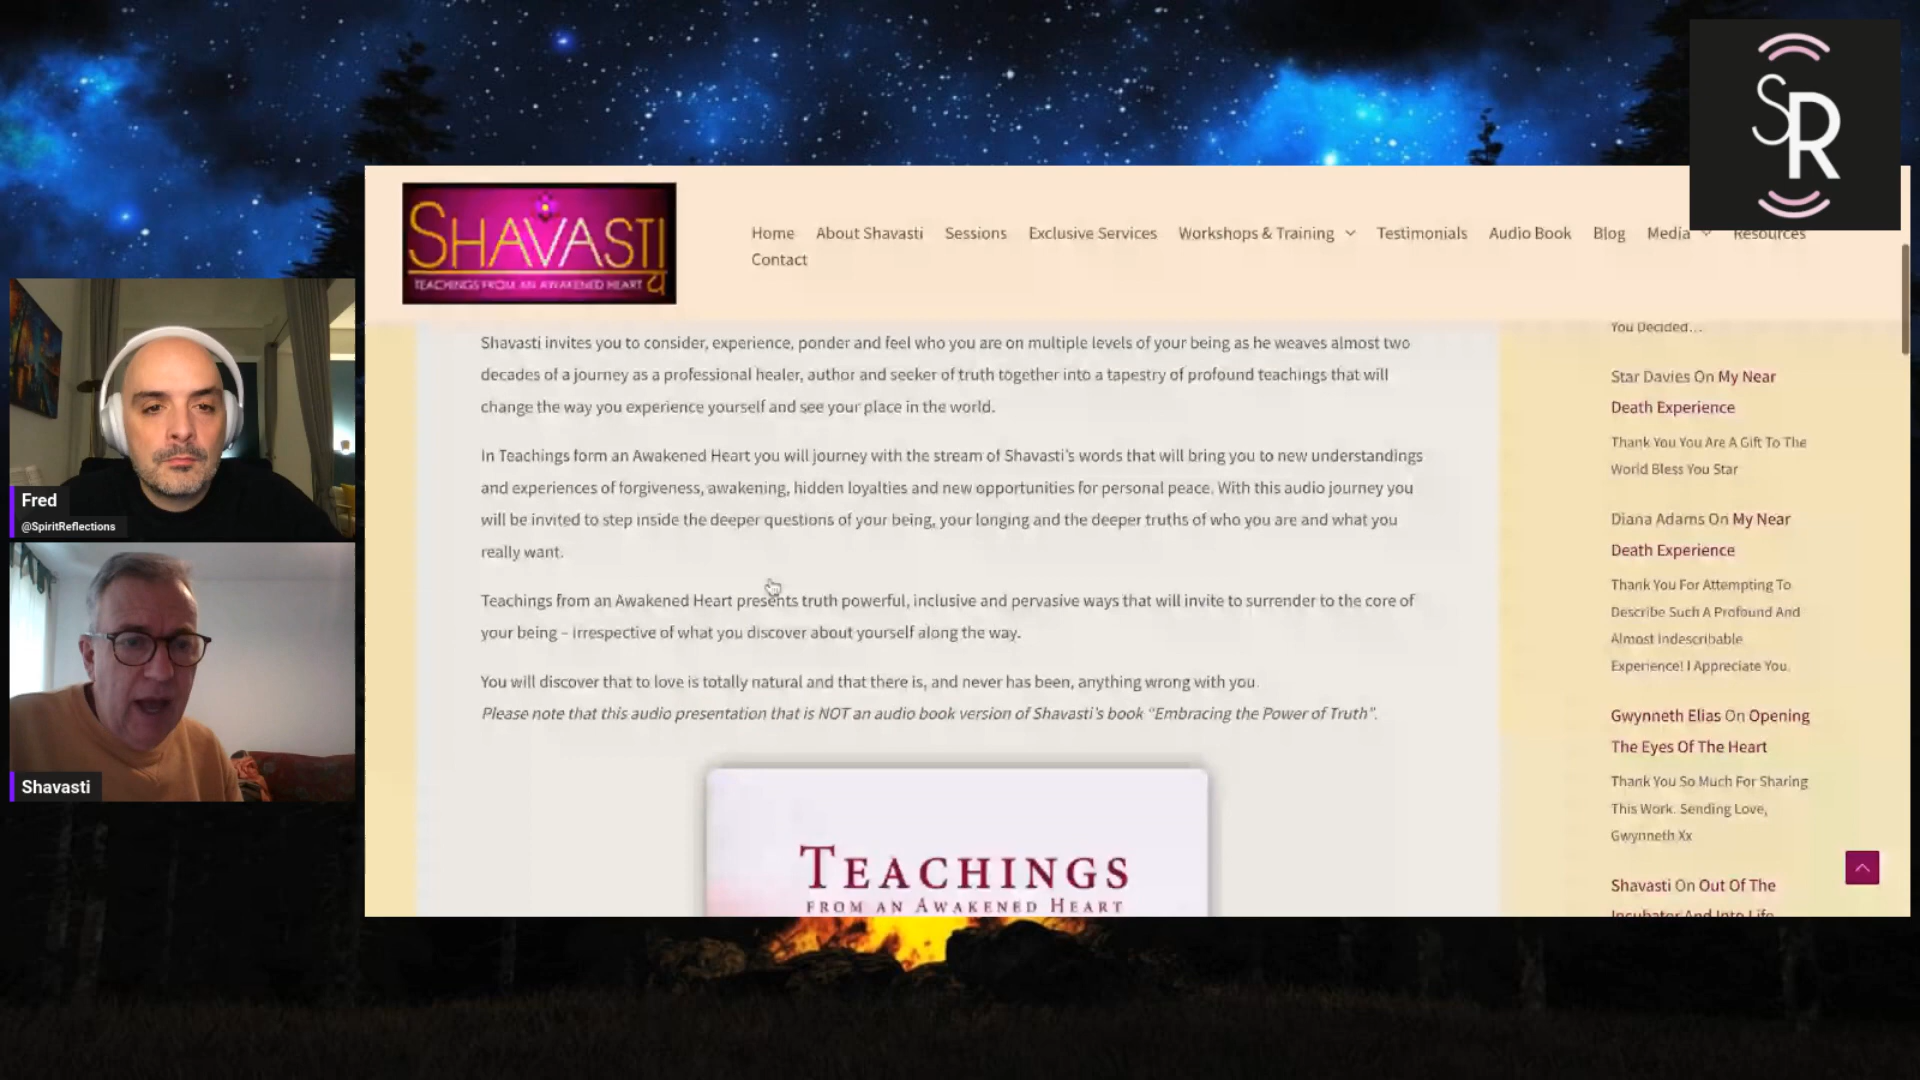 SR
SHAVASTI
TEACHINGS FROM AN AWAKENED HEART
Home About Shavasti Sessions Exclusive Services Workshops & Training Testimonials Audio Book Blog Media Resources
Contact
Shavasti invites you to consider, experience, ponder and feel who you are on multiple levels of your being as he weaves almost two
decades of a journey as a professional healer, author and seeker of truth together into a tapestry of profound teachings that will
change the way you experience yourself and see your place in the world.
In Teachings form an Awakened Heart you will journey with the stream of Shavasti's words that will bring you to new understandings
and experiences of forgiveness, awakening, hidden loyalties and new opportunities for personal peace. With this audio journey you
will be invited to step inside the deeper questions of your being, your longing and the deeper truths of who you are and what you
really want.
Teachings from an Awakened Heart presents truth powerful, inclusive and pervasive ways that will invite to surrender to the core of
your being – irrespective of what you discover about yourself along the way.
You will discover that to love is totally natural and that there is, and never has been, anything wrong with you.
Please note that this audio presentation that is NOT an audio book version of Shavasti's book "Embracing the Power of Truth".
TEACHINGS
FROM AN AWAKENED HEART
You Decided…
Star Davies On My Near
Death Experience
Thank You You Are A Gift To The
World Bless You Star
Diana Adams On My Near
Death Experience
Thank You For Attempting To
Describe Such A Profound And
Almost Indescribable
Experience! I Appreciate You.
Gwynneth Elias On Opening
The Eyes Of The Heart
Thank You So Much For Sharing
This Work. Sending Love,
Gwynneth Xx
Shavasti On Out Of The
Incubator And Into Life
Fred
@SpiritReflections
Shavasti